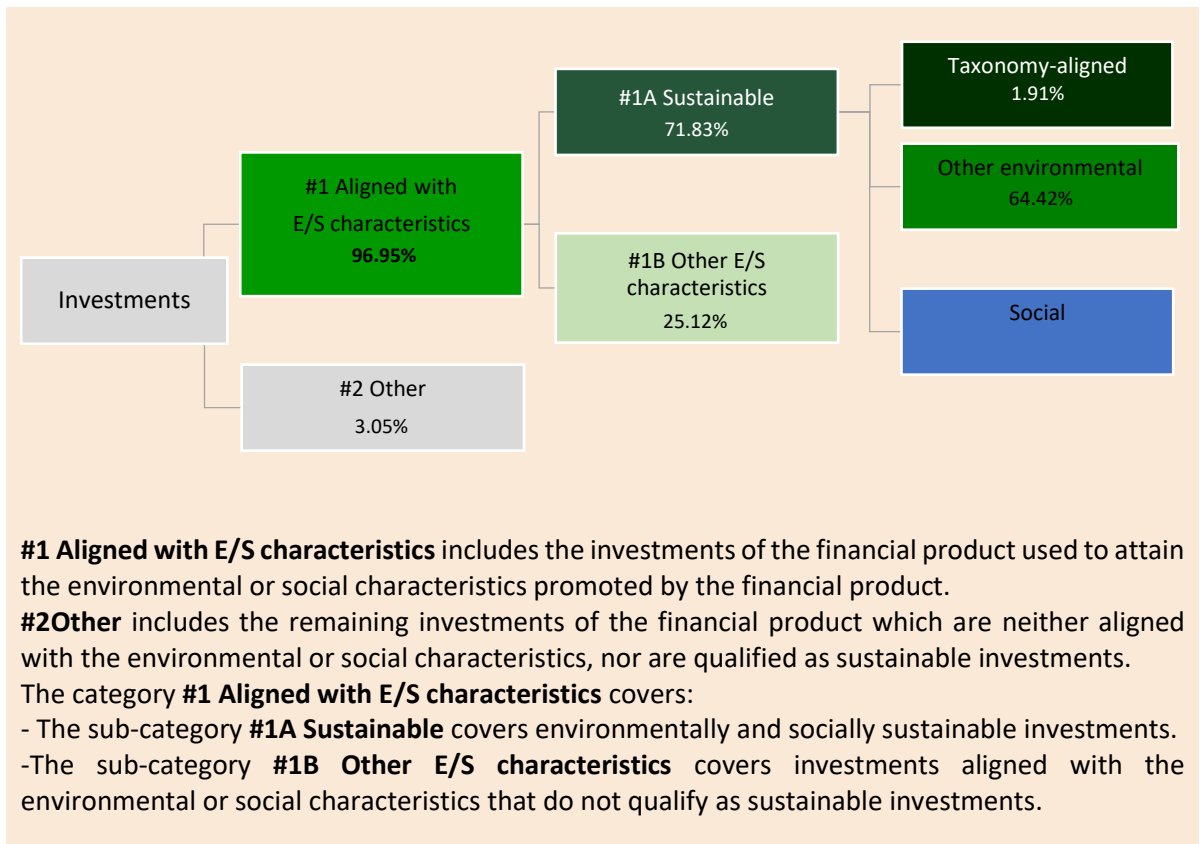 Investments
#1 Aligned with
E/S characteristics
96.95%
#2 Other
3.05%
#1A Sustainable
71.83%
#1B Other E/S
characteristics
25.12%
Taxonomy-aligned
1.91%
Other environmental
64.42%
Social
#1 Aligned with E/S characteristics includes the investments of the financial product used to attain
the environmental or social characteristics promoted by the financial product.
#2Other includes the remaining investments of the financial product which are neither aligned
with the environmental or social characteristics, nor are qualified as sustainable investments.
The category #1 Aligned with E/S characteristics covers:
- The sub-category #1A Sustainable covers environmentally and socially sustainable investments.
-The sub-category #1B Other E/S characteristics covers investments aligned with the
environmental or social characteristics that do not qualify as sustainable investments.